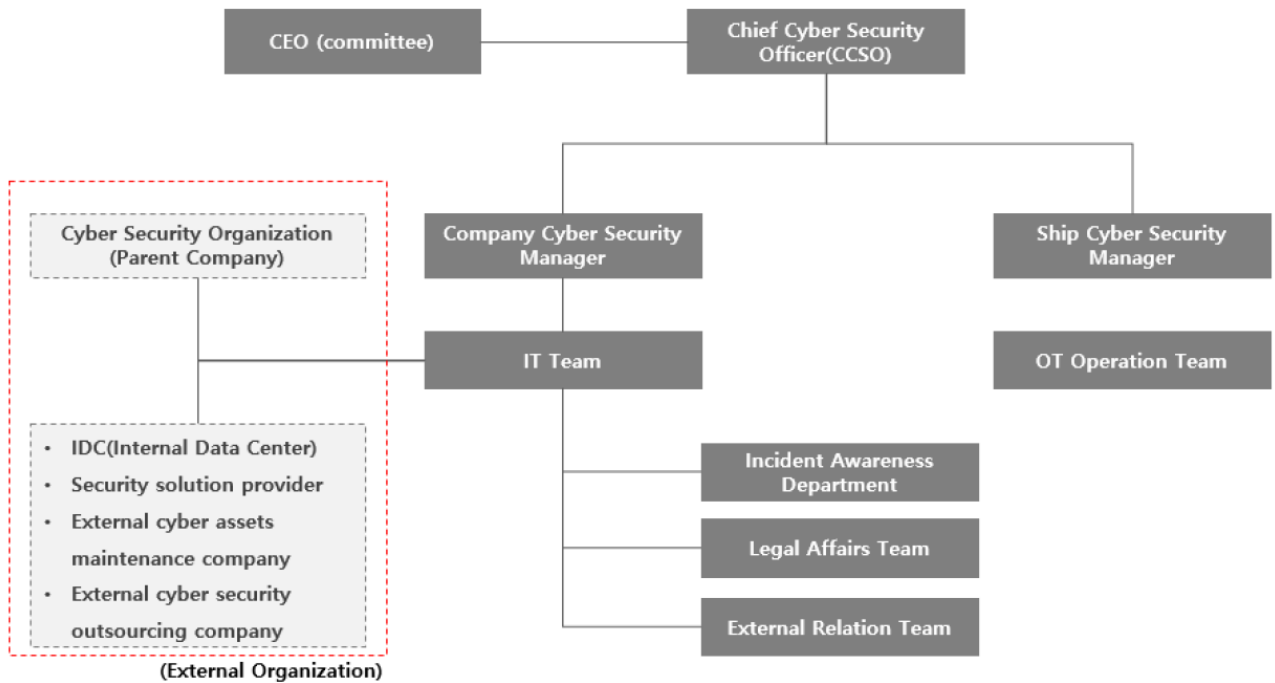 CEO (committee)
Chief Cyber Security
Officer(CCSO)
Cyber Security Organization
(Parent Company)
Company Cyber Security
Manager
Ship Cyber Security
Manager
IT Team
OT Operation Team
• IDC(Internal Data Center)
• Security solution provider
• External cyber assets
maintenance company
• External cyber security
outsourcing company
Incident Awareness
Department
Legal Affairs Team
External Relation Team
(External Organization)